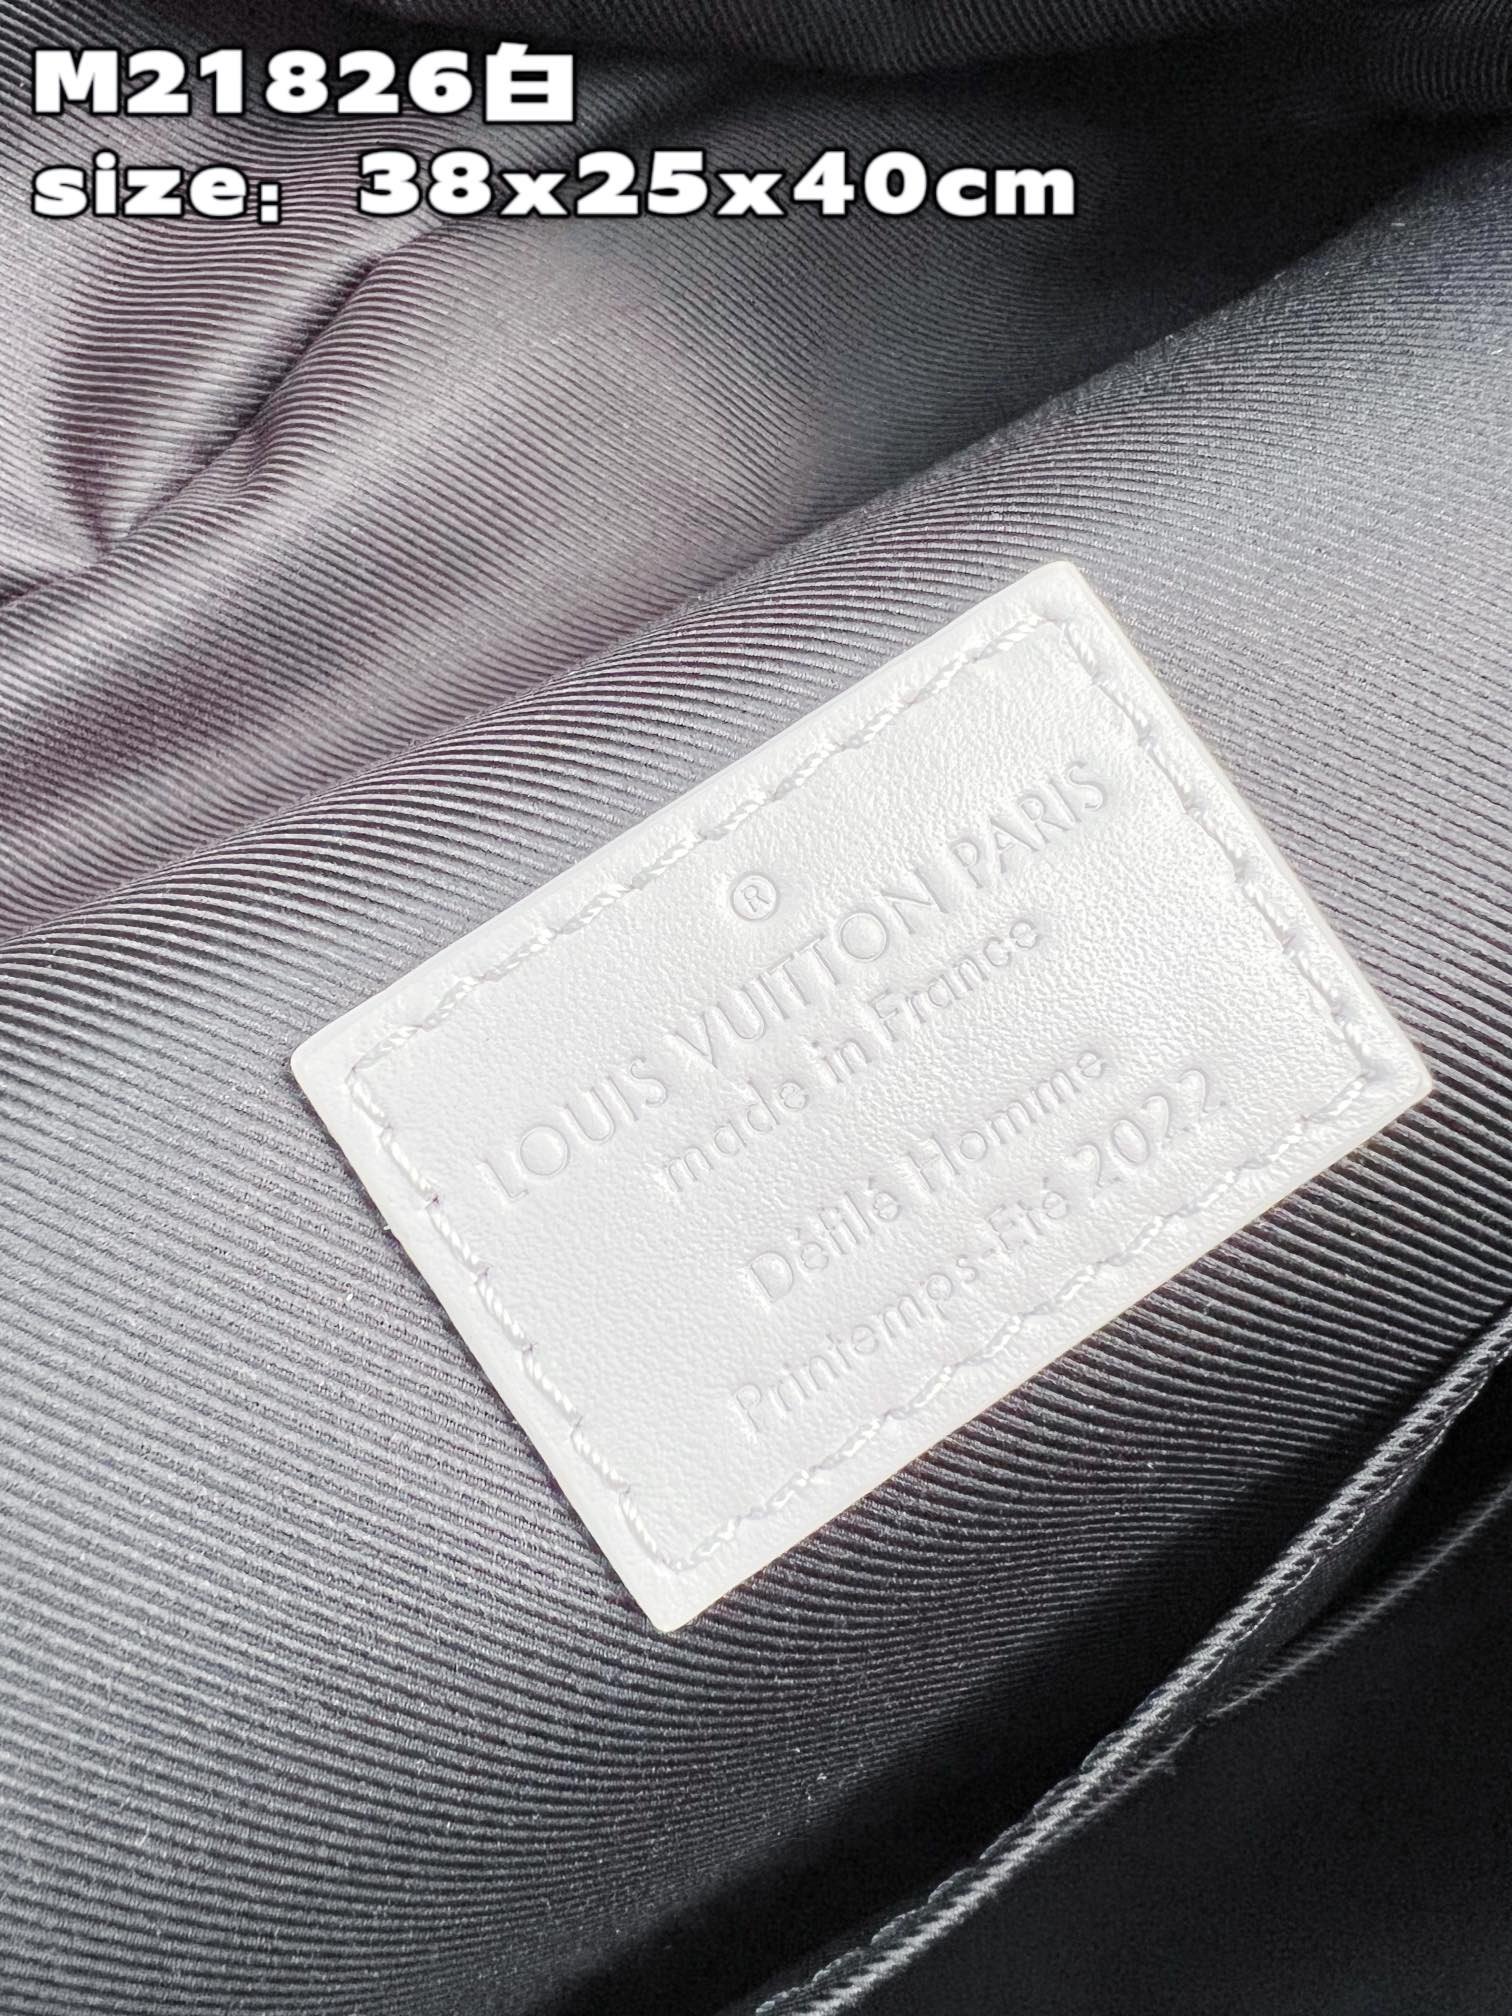 M21826白
size: 38x25x40cm
®
LOUIS VUITTON PARIS
made in France
Défilé Homme
Printemps-Eté 2022